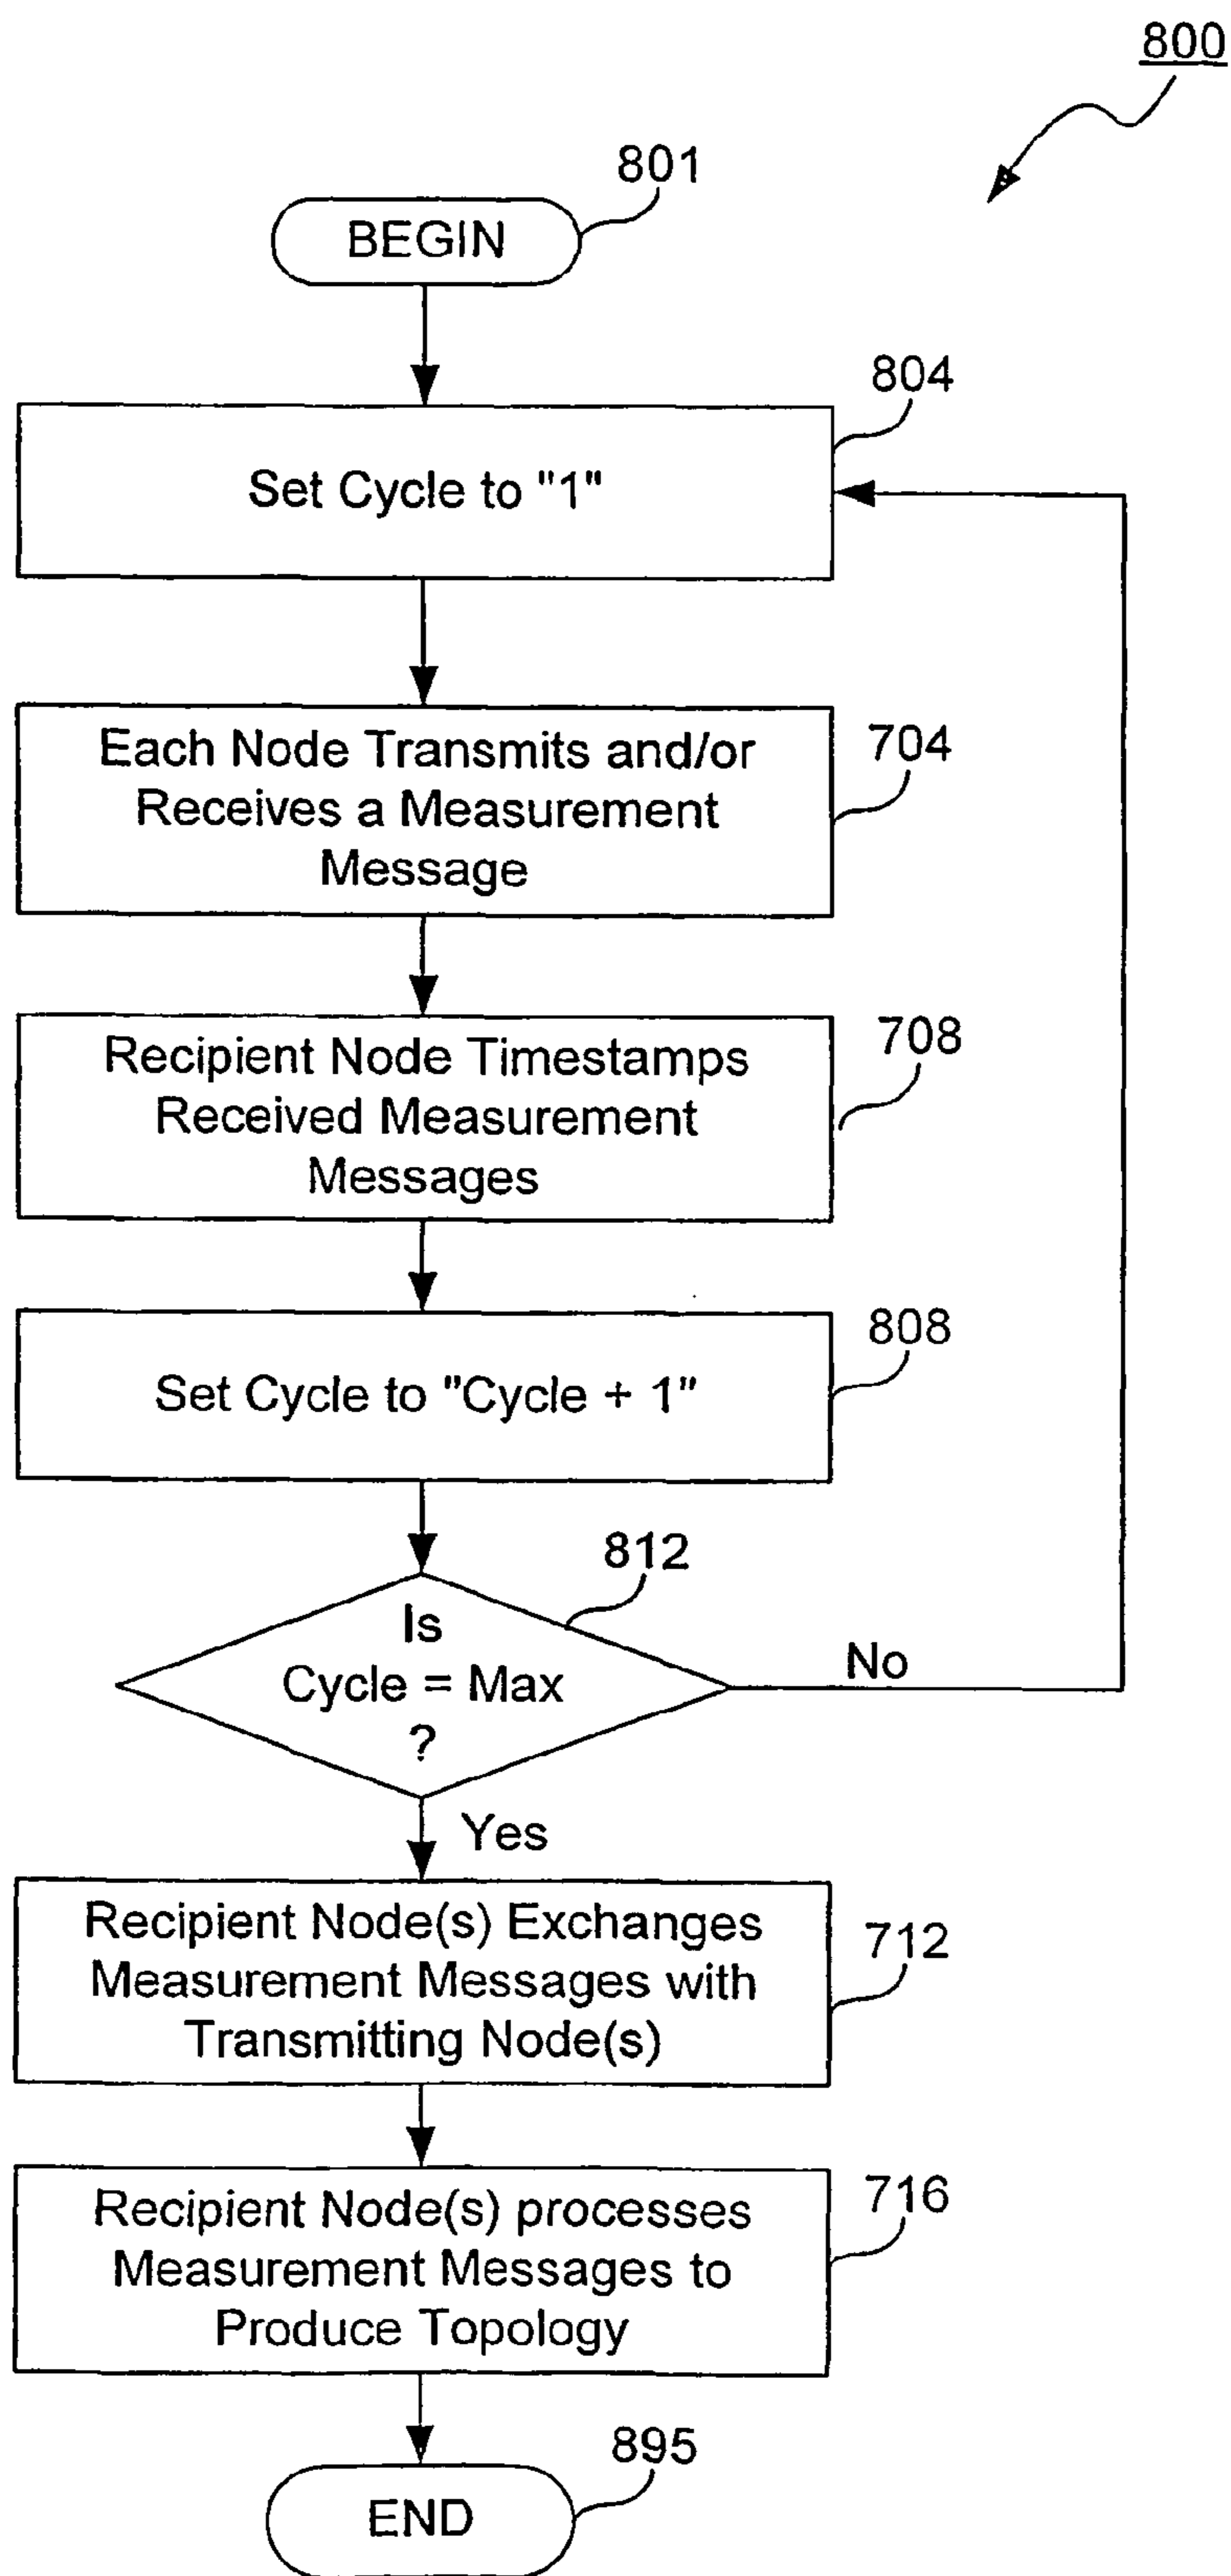 800
801
BEGIN
804
Set Cycle to "1"
704
Each Node Transmits and/or
Receives a Measurement
Message
708
Recipient Node Timestamps
Received Measurement
Messages
808
Set Cycle to "Cycle + 1"
812
Is
Cycle = Max
?
No
Yes
712
Recipient Node(s) Exchanges
Measurement Messages with
Transmitting Node(s)
716
Recipient Node(s) processes
Measurement Messages to
Produce Topology
895
END